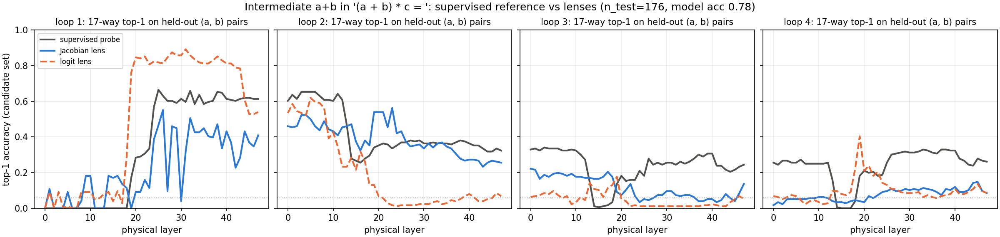 Intermediate a+b in '(a + b) * c = ': supervised reference vs lenses (n_test=176, model acc 0.78)
loop 1: 17-way top-1 on held-out (a, b) pairs
loop 2: 17-way top-1 on held-out (a, b) pairs
loop 3: 17-way top-1 on held-out (a, b) pairs
loop 4: 17-way top-1 on held-out (a, b) pairs
top-1 accuracy (candidate set)
1.0
0.8
0.6
0.4
0.2
0.0
supervised probe
Jacobian lens
logit lens
0 10 20 30 40
0 10 20 30 40
0 10 20 30 40
0 10 20 30 40
physical layer
physical layer
physical layer
physical layer